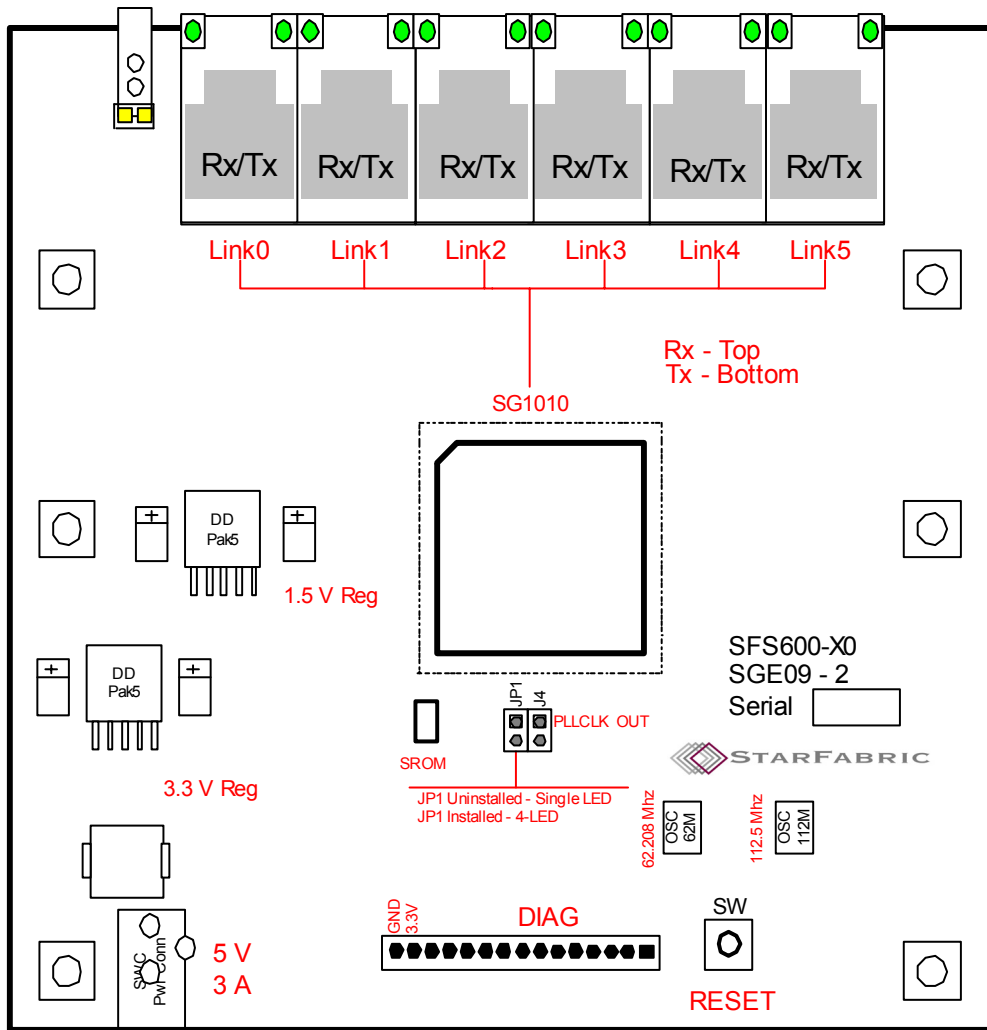 Rx/Tx Rx/Tx Rx/Tx Rx/Tx Rx/Tx Rx/Tx
Link0 Link1 Link2 Link3 Link4 Link5
Rx - Top
Tx - Bottom
SG1010
DD
Pak5
+ +
1.5 V Reg
DD
Pak5
+ +
3.3 V Reg
SFS600-X0
SGE09 - 2
Serial
JP1
J4
PLLCLK OUT
SROM
STARFABRIC
JP1 Uninstalled - Single LED
JP1 Installed - 4-LED
62.208 Mhz
OSC
62M
112.5 Mhz
OSC
112M
GND
3.3V
DIAG
SW
RESET
Conn
5 V
3 A